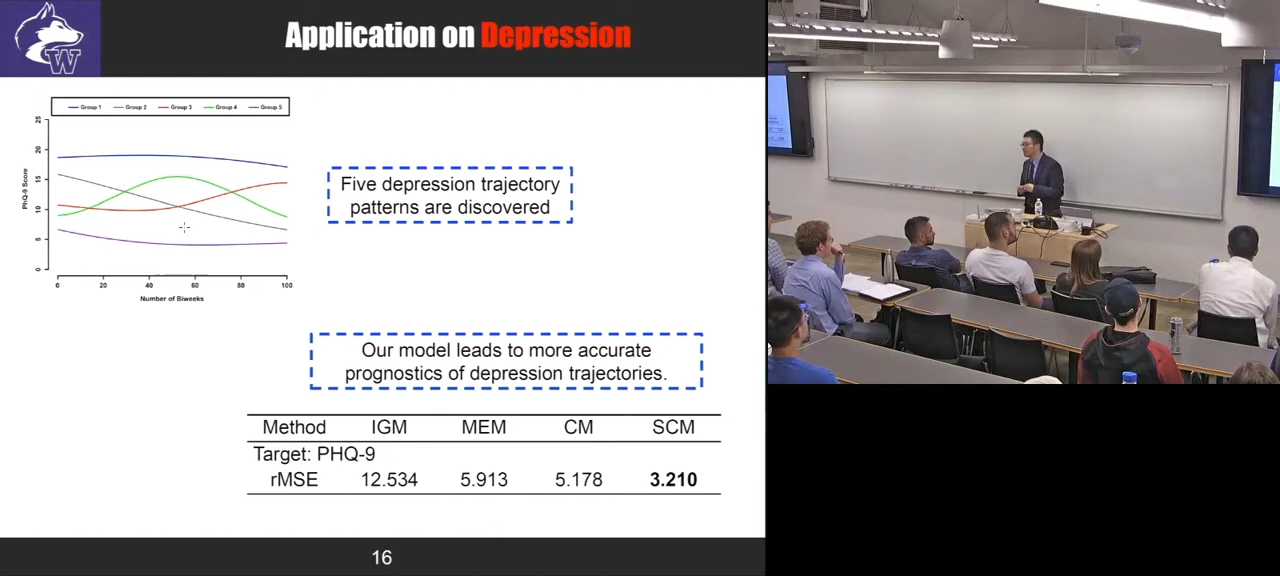 W
Application on Depression
Group 1 Group 2 Group 3 Group 4 Group 5
25
20
15
10
5
0
PHQ-9 Score
0 20 40 60 80 100
Number of Biweeks
Five depression trajectory
patterns are discovered
Our model leads to more accurate
prognostics of depression trajectories.
Method IGM MEM CM SCM
Target: PHQ-9
rMSE 12.534 5.913 5.178 3.210
16